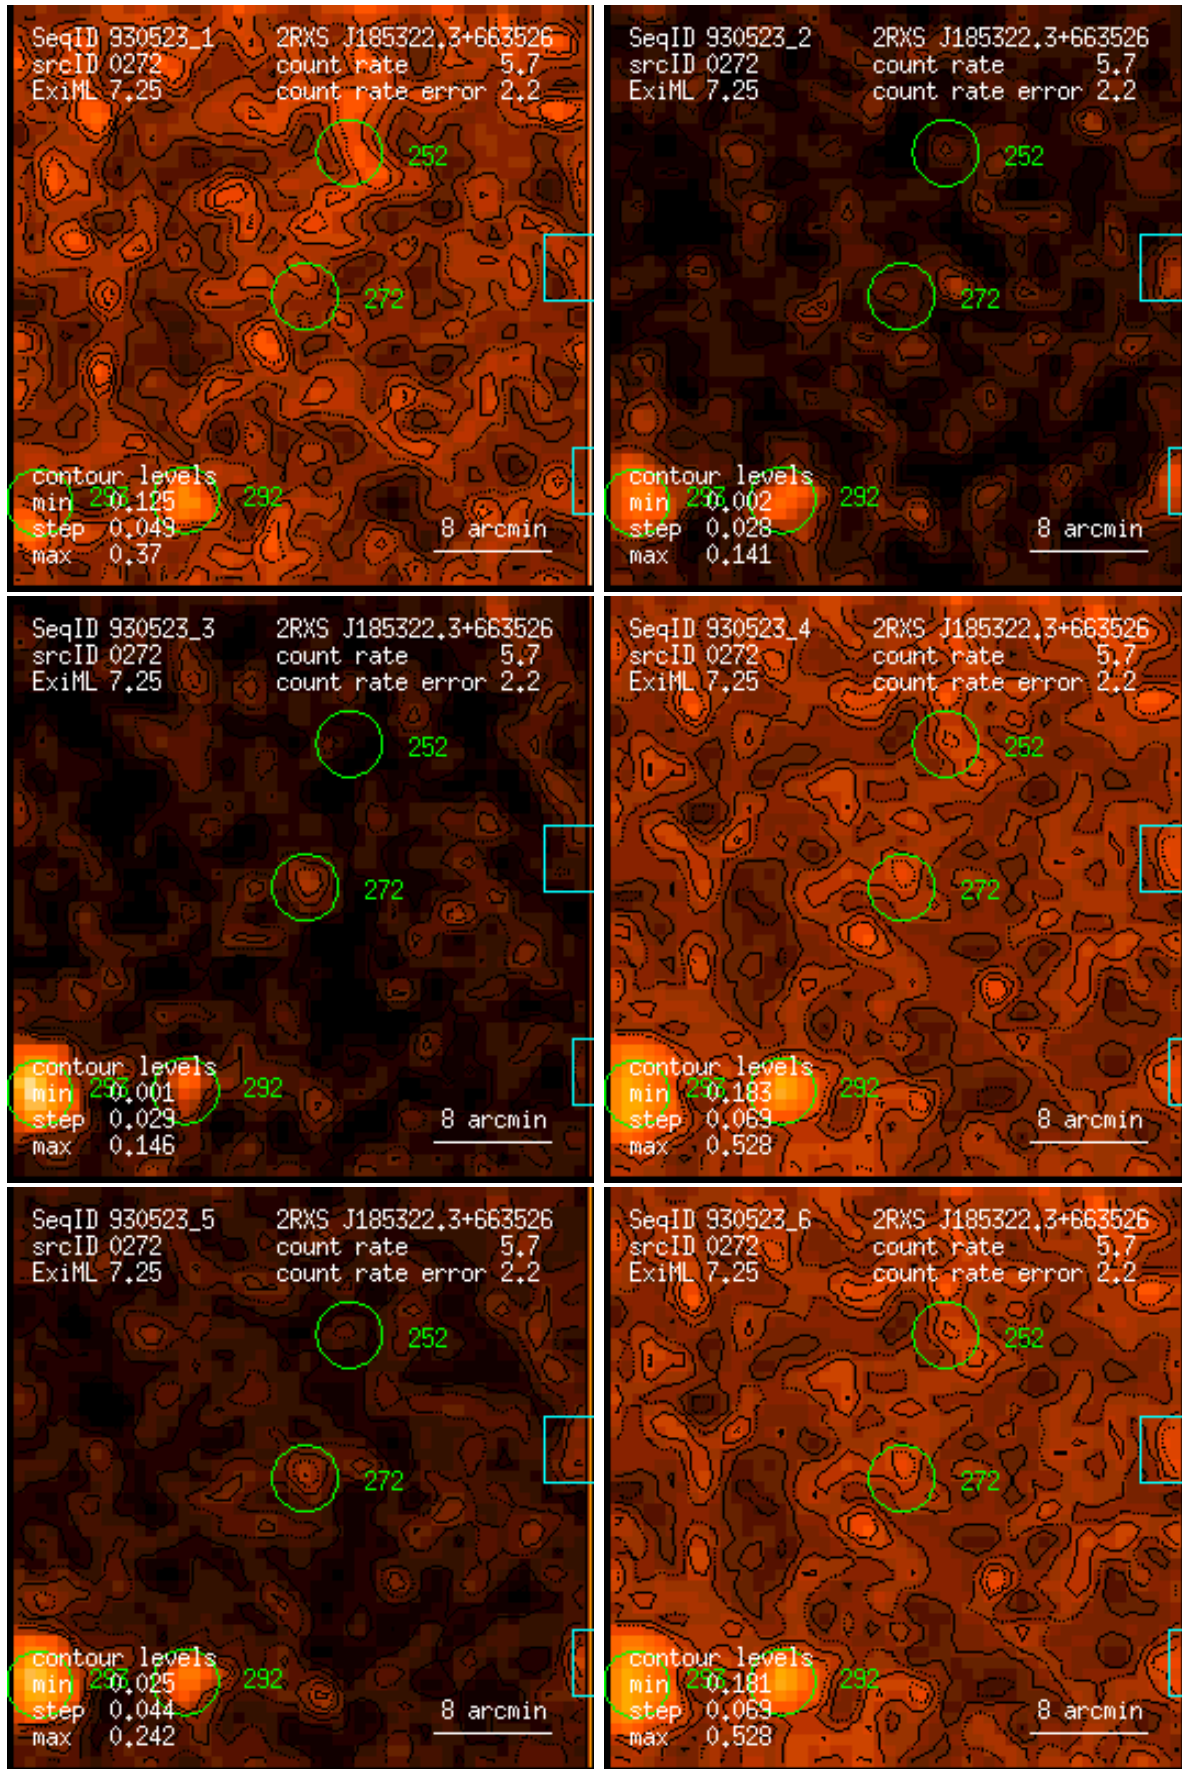 SeqID 930523_1 2RXS J185322.3+663526
srcID 0272 count rate 5.7
ExiML 7.25 count rate error 2.2
252
272
contour levels
min 0.125 292
step 0.049 8 arcmin
max 0.37
SeqID 930523_2 2RXS J185322.3+663526
srcID 0272 count rate 5.7
ExiML 7.25 count rate error 2.2
252
272
contour levels
min 0.002 292
step 0.028 8 arcmin
max 0.141
SeqID 930523_3 2RXS J185322.3+663526
srcID 0272 count rate 5.7
ExiML 7.25 count rate error 2.2
252
272
contour levels
min 0.001 292
step 0.029 8 arcmin
max 0.146
SeqID 930523_4 2RXS J185322.3+663526
srcID 0272 count rate 5.7
ExiML 7.25 count rate error 2.2
252
272
contour levels
min 0.183 292
step 0.069 8 arcmin
max 0.528
SeqID 930523_5 2RXS J185322.3+663526
srcID 0272 count rate 5.7
ExiML 7.25 count rate error 2.2
252
272
contour levels
min 0.025 292
step 0.044 8 arcmin
max 0.242
SeqID 930523_6 2RXS J185322.3+663526
srcID 0272 count rate 5.7
ExiML 7.25 count rate error 2.2
252
272
contour levels
min 0.181 292
step 0.069 8 arcmin
max 0.528